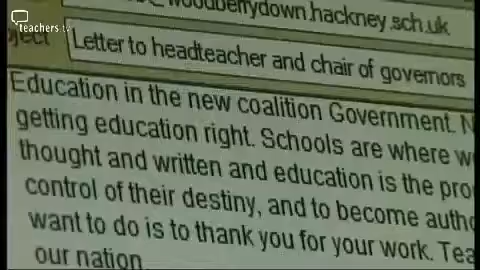 teachers tv
woodberrydown.hackney.sch.uk
Letter to headteacher and chair of governors
Education in the new coalition Government. N
getting education right. Schools are where w
thought and written and education is the pro
control of their destiny, and to become autho
want to do is to thank you for your work. Tea
our nation